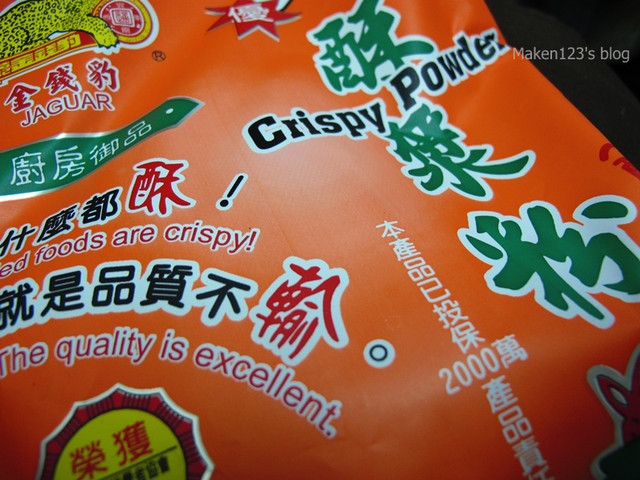 優
金錢豹®
JAGUAR
廚房御品
酥漿粉
Crispy Powder
什麼都酥!
foods are crispy!
就是品質不
The quality is excellent.
本產品已投保2000萬產品責
榮獲
Maken123's blog